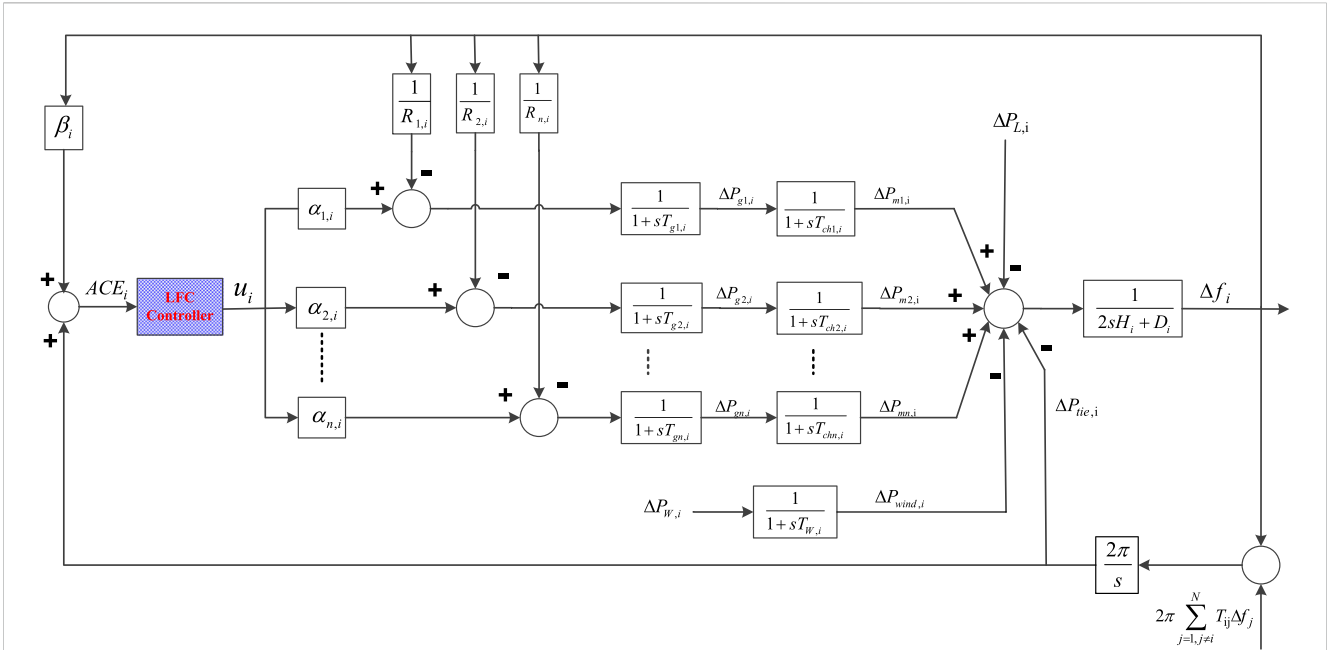 1/R_{1,i} 1/R_{2,i} 1/R_{n,i}
β_i
ΔP_{L,i}
− 
+ α_{1,i} 1/(1+sT_{g1,i}) ΔP_{g1,i} 1/(1+sT_{ch1,i}) ΔP_{m1,i}
+ − + −
+ ACE_i LFC Controller u_i α_{2,i} + 1/(1+sT_{g2,i}) ΔP_{g2,i} 1/(1+sT_{ch2,i}) ΔP_{m2,i} + 1/(2sH_i+D_i) Δf_i
+ + − − −
α_{n,i} + 1/(1+sT_{gn,i}) ΔP_{gn,i} 1/(1+sT_{chn,i}) ΔP_{mn,i} ΔP_{tie,i}
ΔP_{W,i} 1/(1+sT_{W,i}) ΔP_{wind,i}
2π/s
2π∑_{j=1,j≠i}^{N} T_{ij}Δf_j